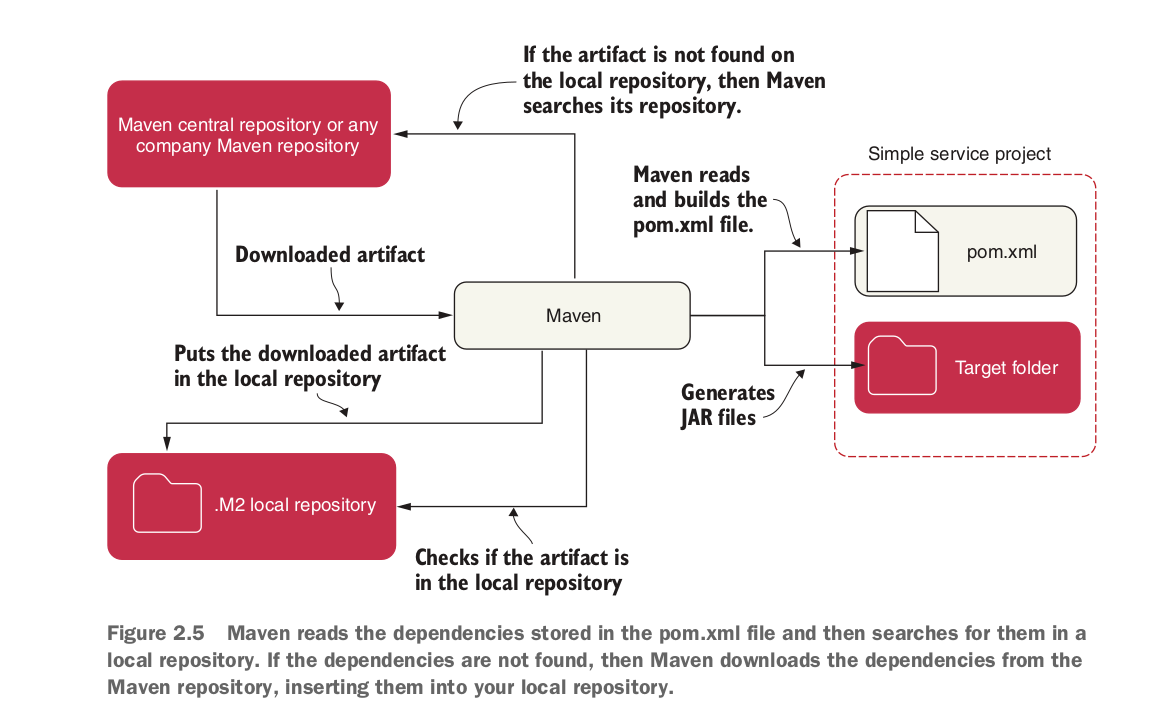 If the artifact is not found on
the local repository, then Maven
searches its repository.
Maven central repository or any
company Maven repository
Simple service project
Maven reads
and builds the
pom.xml file.
pom.xml
Downloaded artifact
Maven
Puts the downloaded artifact
in the local repository
Target folder
Generates
JAR files
.M2 local repository
Checks if the artifact is
in the local repository
Figure 2.5 Maven reads the dependencies stored in the pom.xml file and then searches for them in a
local repository. If the dependencies are not found, then Maven downloads the dependencies from the
Maven repository, inserting them into your local repository.